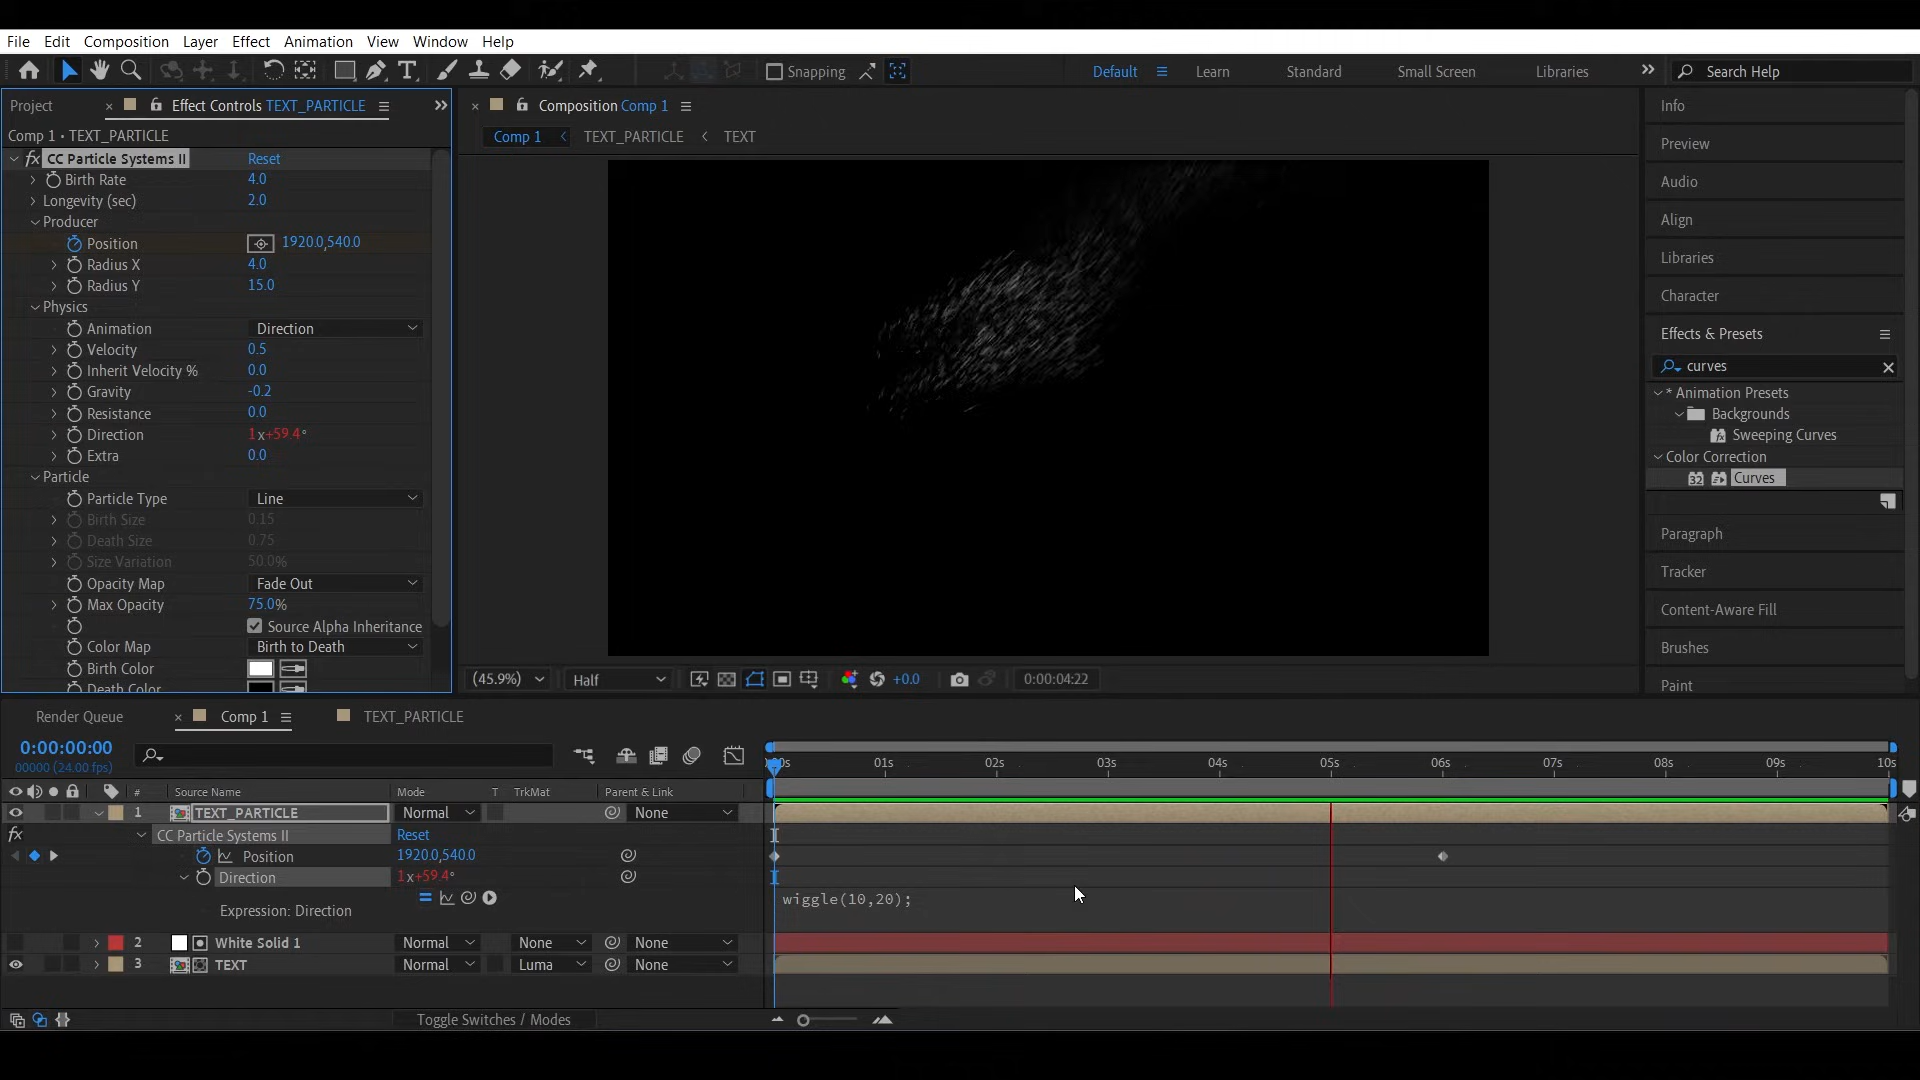 File Edit Composition Layer Effect Animation View Window Help
Snapping Default Learn Standard Small Screen Libraries Search Help
Project Effect Controls TEXT_PARTICLE
Comp 1 • TEXT_PARTICLE
fx CC Particle Systems II Reset
Birth Rate 4.0
Longevity (sec) 2.0
Producer
Position 1920.0,540.0
Radius X 4.0
Radius Y 15.0
Physics
Animation Direction
Velocity 0.5
Inherit Velocity % 0.0
Gravity -0.2
Resistance 0.0
Direction 1x+59.4°
Extra 0.0
Particle
Particle Type Line
Birth Size 0.15
Death Size 0.75
Size Variation 50.0%
Opacity Map Fade Out
Max Opacity 75.0%
Source Alpha Inheritance
Color Map Birth to Death
Birth Color
Death Color
Composition Comp 1
Comp 1 TEXT_PARTICLE TEXT
(45.9%) Half +0.0 0:00:04:22
Info
Preview
Audio
Align
Libraries
Character
Effects & Presets
curves
* Animation Presets
Backgrounds
Sweeping Curves
Color Correction
32 Curves
Paragraph
Tracker
Content-Aware Fill
Brushes
Paint
Render Queue Comp 1 TEXT_PARTICLE
0:00:00:00
00000 (24.00 fps)
01s 02s 03s 04s 05s 06s 07s 08s 09s 10s
# Source Name Mode T TrkMat Parent & Link
1 TEXT_PARTICLE Normal None
fx CC Particle Systems II Reset
Position 1920.0,540.0
Direction 1x+59.4°
Expression: Direction wiggle(10,20);
2 White Solid 1 Normal None None
3 TEXT Normal Luma None
Toggle Switches / Modes